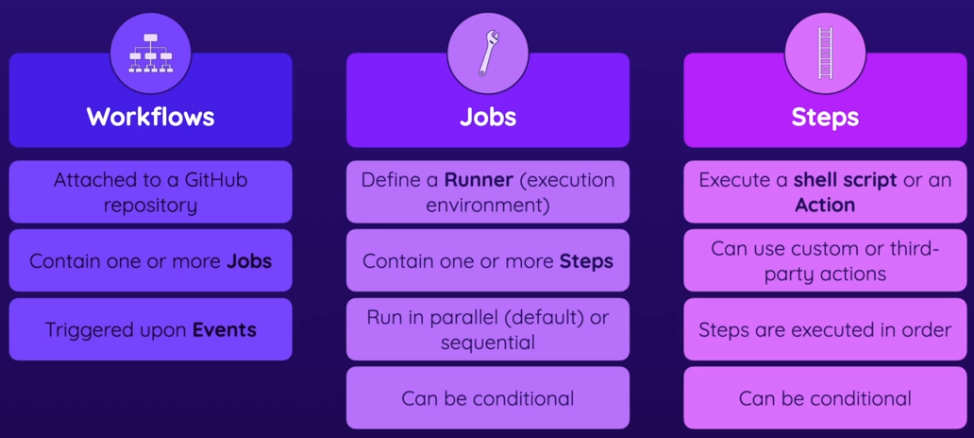 Workflows
Attached to a GitHub
repository
Contain one or more Jobs
Triggered upon Events
Jobs
Define a Runner (execution
environment)
Contain one or more Steps
Run in parallel (default) or
sequential
Can be conditional
Steps
Execute a shell script or an
Action
Can use custom or third-
party actions
Steps are executed in order
Can be conditional